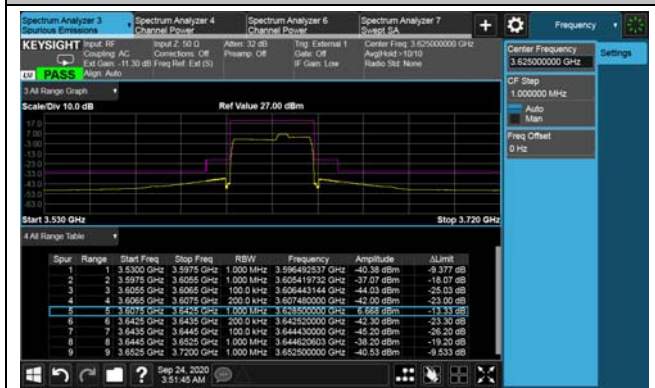 Spectrum Analyzer 3
Spurious Emissions
Spectrum Analyzer 4
Channel Power
Spectrum Analyzer 6
Channel Power
Spectrum Analyzer 7
Swept SA
+
Frequency
KEYSIGHT
Input: RF
Coupling: AC
Ext Gain: -11.30 dB
Align: Auto
Input Z: 50 Ω
Corrections: Off
Freq Ref: Ext (S)
Atten: 32 dB
Preamp: Off
Trig: External 1
Gate: Off
IF Gain: Low
Center Freq: 3.625000000 GHz
Avg|Hold:>10/10
Radio Std: None
PASS
Center Frequency
3.625000000 GHz
Settings
CF Step
1.000000 MHz
Auto
Man
Freq Offset
0 Hz
3 All Range Graph
Scale/Div 10.0 dB
Ref Value 27.00 dBm
17.0
7.00
-3.00
-13.0
-23.0
-33.0
-43.0
-53.0
-63.0
Start 3.530 GHz
Stop 3.720 GHz
4 All Range Table
Spur Range Start Freq Stop Freq RBW Frequency Amplitude ΔLimit
1 1 3.5300 GHz 3.5975 GHz 1.000 MHz 3.596492537 GHz -40.38 dBm -9.377 dB
2 2 3.5975 GHz 3.6055 GHz 1.000 MHz 3.605419732 GHz -37.07 dBm -18.07 dB
3 3 3.6055 GHz 3.6065 GHz 100.0 kHz 3.606443144 GHz -44.03 dBm -25.03 dB
4 4 3.6065 GHz 3.6075 GHz 200.0 kHz 3.607480000 GHz -42.00 dBm -23.00 dB
5 5 3.6075 GHz 3.6425 GHz 1.000 MHz 3.628500000 GHz 6.668 dBm -13.33 dB
6 6 3.6425 GHz 3.6435 GHz 200.0 kHz 3.642520000 GHz -42.30 dBm -23.30 dB
7 7 3.6435 GHz 3.6445 GHz 100.0 kHz 3.644430000 GHz -45.20 dBm -26.20 dB
8 8 3.6445 GHz 3.6525 GHz 1.000 MHz 3.644620603 GHz -38.20 dBm -19.20 dB
9 9 3.6525 GHz 3.7200 GHz 1.000 MHz 3.652500000 GHz -40.53 dBm -9.533 dB
?
Sep 24, 2020
3:51:45 AM